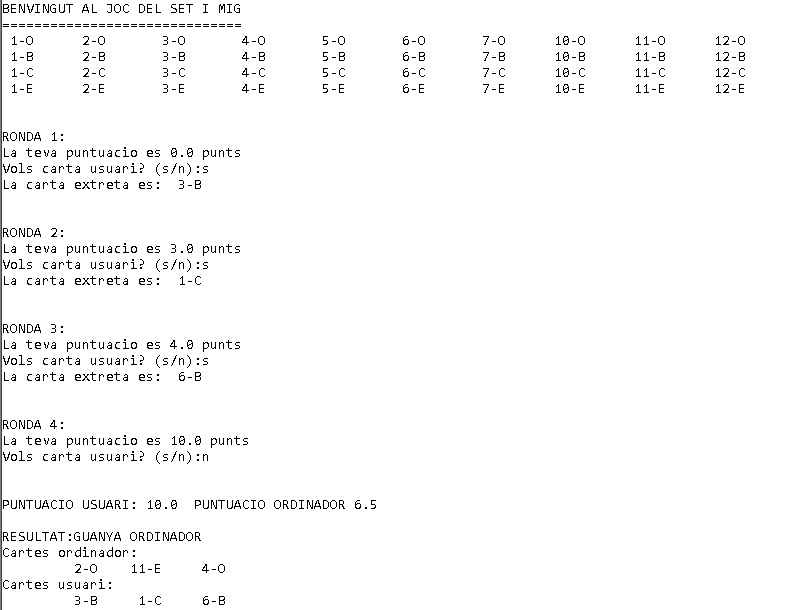 BENVINGUT AL JOC DEL SET I MIG
==============================
1-O 2-O 3-O 4-O 5-O 6-O 7-O 10-O 11-O 12-O
1-B 2-B 3-B 4-B 5-B 6-B 7-B 10-B 11-B 12-B
1-C 2-C 3-C 4-C 5-C 6-C 7-C 10-C 11-C 12-C
1-E 2-E 3-E 4-E 5-E 6-E 7-E 10-E 11-E 12-E
RONDA 1:
La teva puntuacio es 0.0 punts
Vols carta usuari? (s/n):s
La carta extreta es: 3-B
RONDA 2:
La teva puntuacio es 3.0 punts
Vols carta usuari? (s/n):s
La carta extreta es: 1-C
RONDA 3:
La teva puntuacio es 4.0 punts
Vols carta usuari? (s/n):s
La carta extreta es: 6-B
RONDA 4:
La teva puntuacio es 10.0 punts
Vols carta usuari? (s/n):n
PUNTUACIO USUARI: 10.0 PUNTUACIO ORDINADOR 6.5
RESULTAT:GUANYA ORDINADOR
Cartes ordinador:
2-O 11-E 4-O
Cartes usuari:
3-B 1-C 6-B